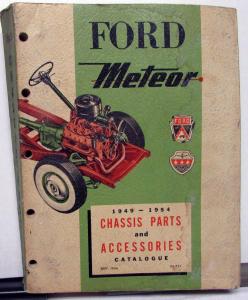 FORD
Meteor
1949 - 1954
CHASSIS PARTS
and
ACCESSORIES
CATALOGUE